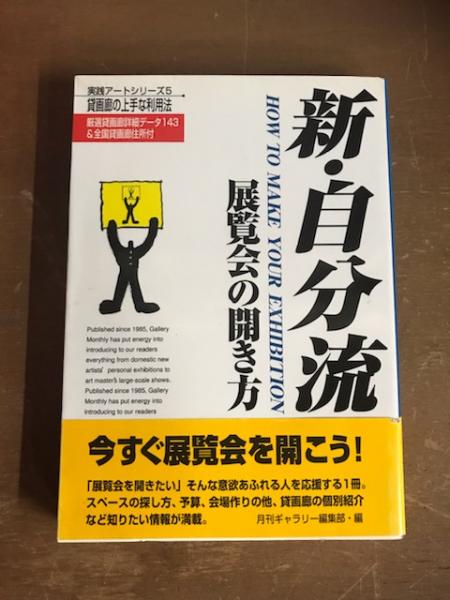 実践アートシリーズ5
貸画廊の上手な利用法
厳選貸画廊詳細データ143
&全国貸画廊住所付
新・自分流
HOW TO MAKE YOUR EXHIBITION
展覧会の開き方
Published since 1985, Gallery
Monthly has put energy into
introducing to our readers
everything from domestic new
artists' personal exhibitions to
art master's large-scale shows.
Published since 1985, Gallery
Monthly has put energy into
introducing to our readers
今すぐ展覧会を開こう!
「展覧会を開きたい」そんな意欲あふれる人を応援する1冊。
スペースの探し方、予算、会場作りの他、貸画廊の個別紹介
など知りたい情報が満載。
月刊ギャラリー編集部・編